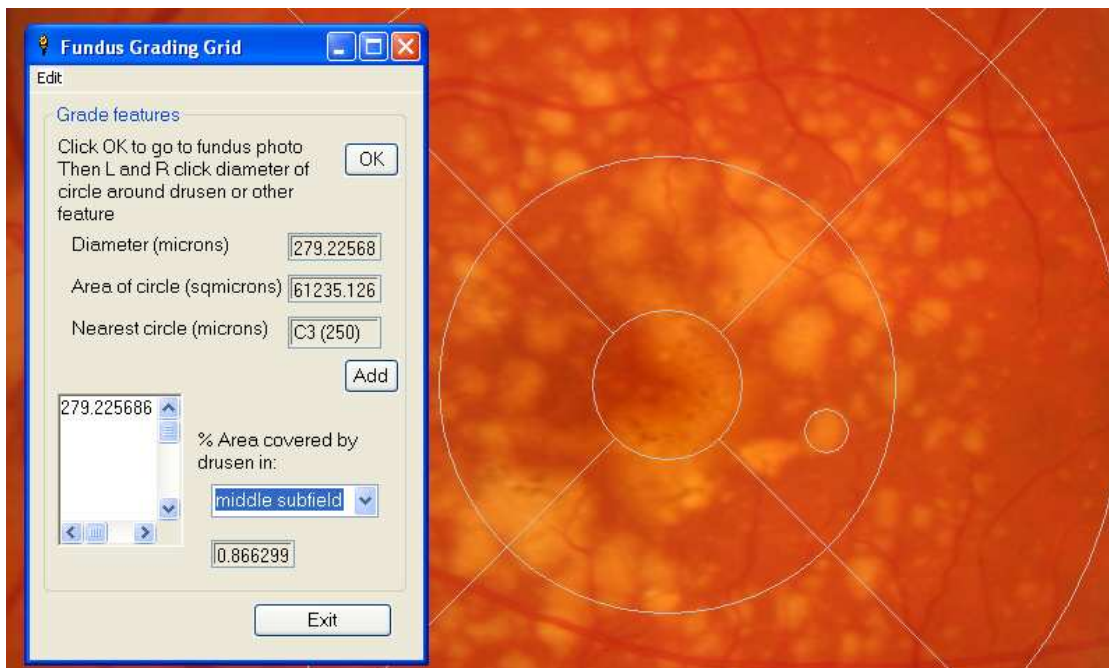 Fundus Grading Grid
Edit
Grade features
Click OK to go to fundus photo
Then L and R click diameter of
circle around drusen or other
feature
OK
Diameter (microns) 279.22568
Area of circle (sqmicrons) 61235.126
Nearest circle (microns) C3 (250)
Add
279.225686
% Area covered by
drusen in:
middle subfield
0.866299
Exit